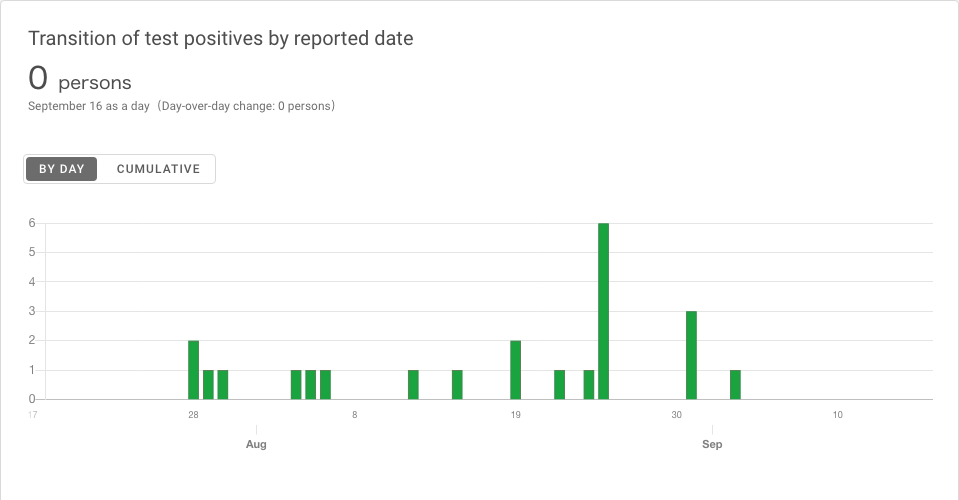 Transition of test positives by reported date
0 persons
September 16 as a day（Day-over-day change: 0 persons）
BY DAY CUMULATIVE
6
5
4
3
2
1
0
17 28 8 19 30 10
Aug Sep